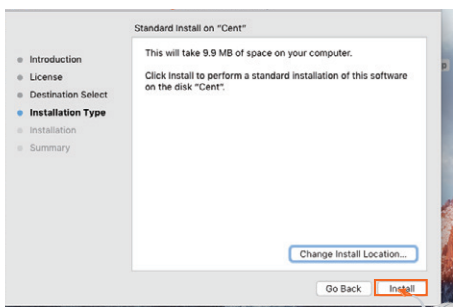 Standard Install on "Cent"
Introduction
License
Destination Select
Installation Type
Installation
Summary
This will take 9.9 MB of space on your computer.
Click Install to perform a standard installation of this software
on the disk "Cent".
Change Install Location...
Go Back
Install